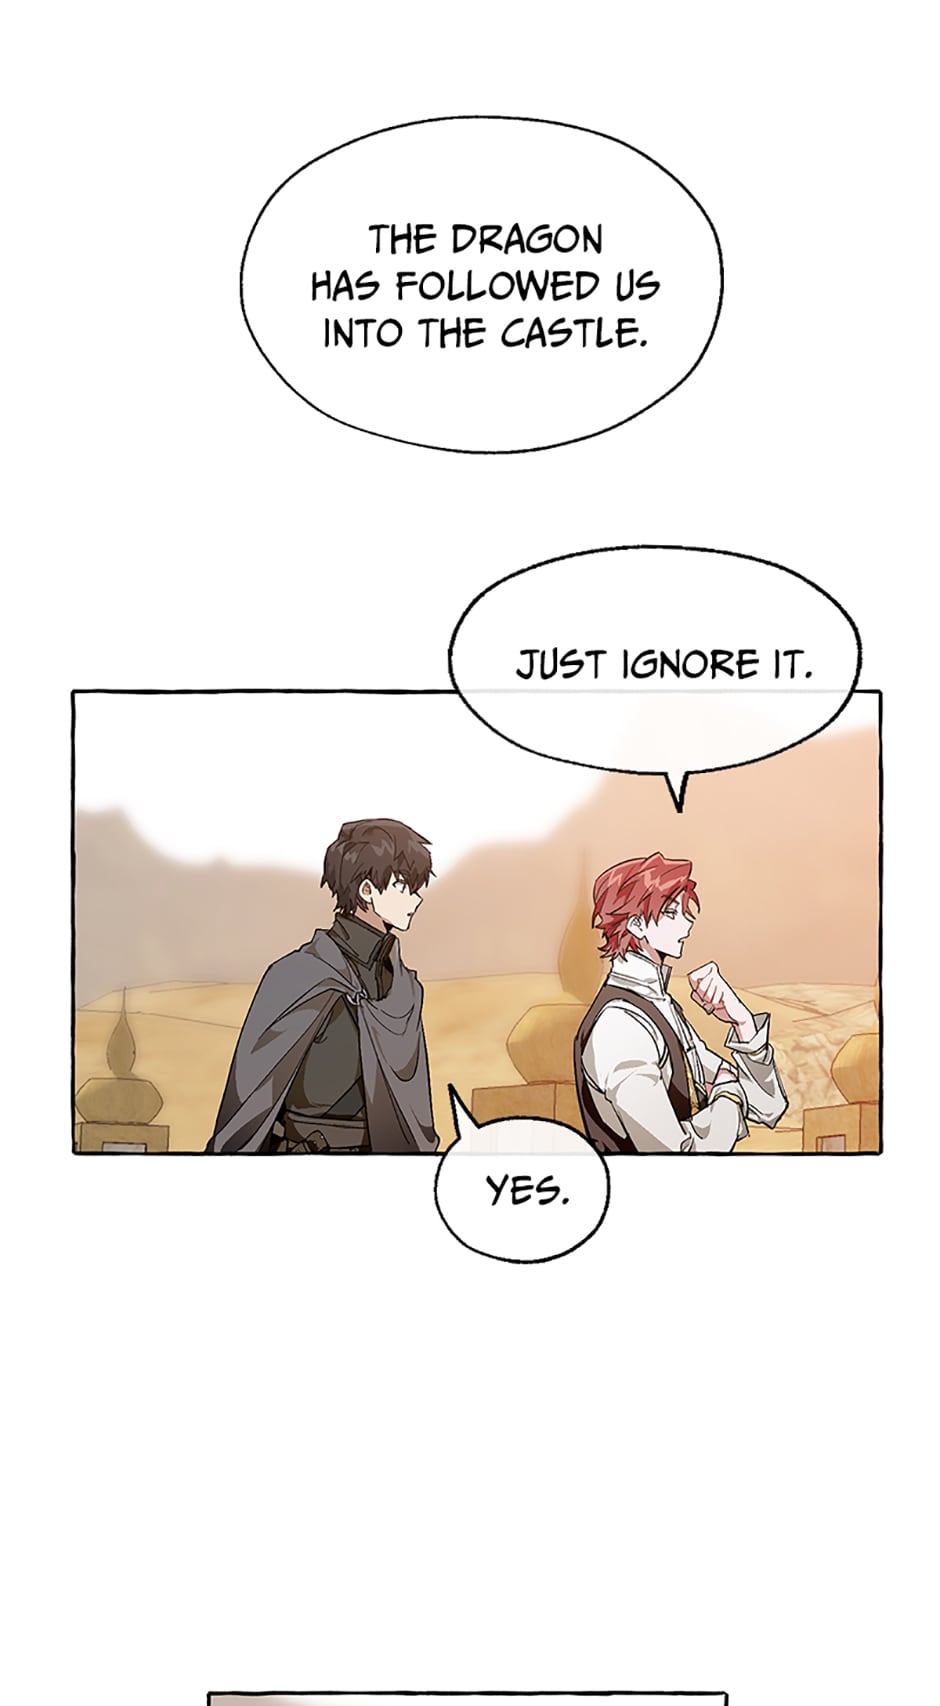 THE DRAGON
HAS FOLLOWED US
INTO THE CASTLE.
JUST IGNORE IT.
YES.